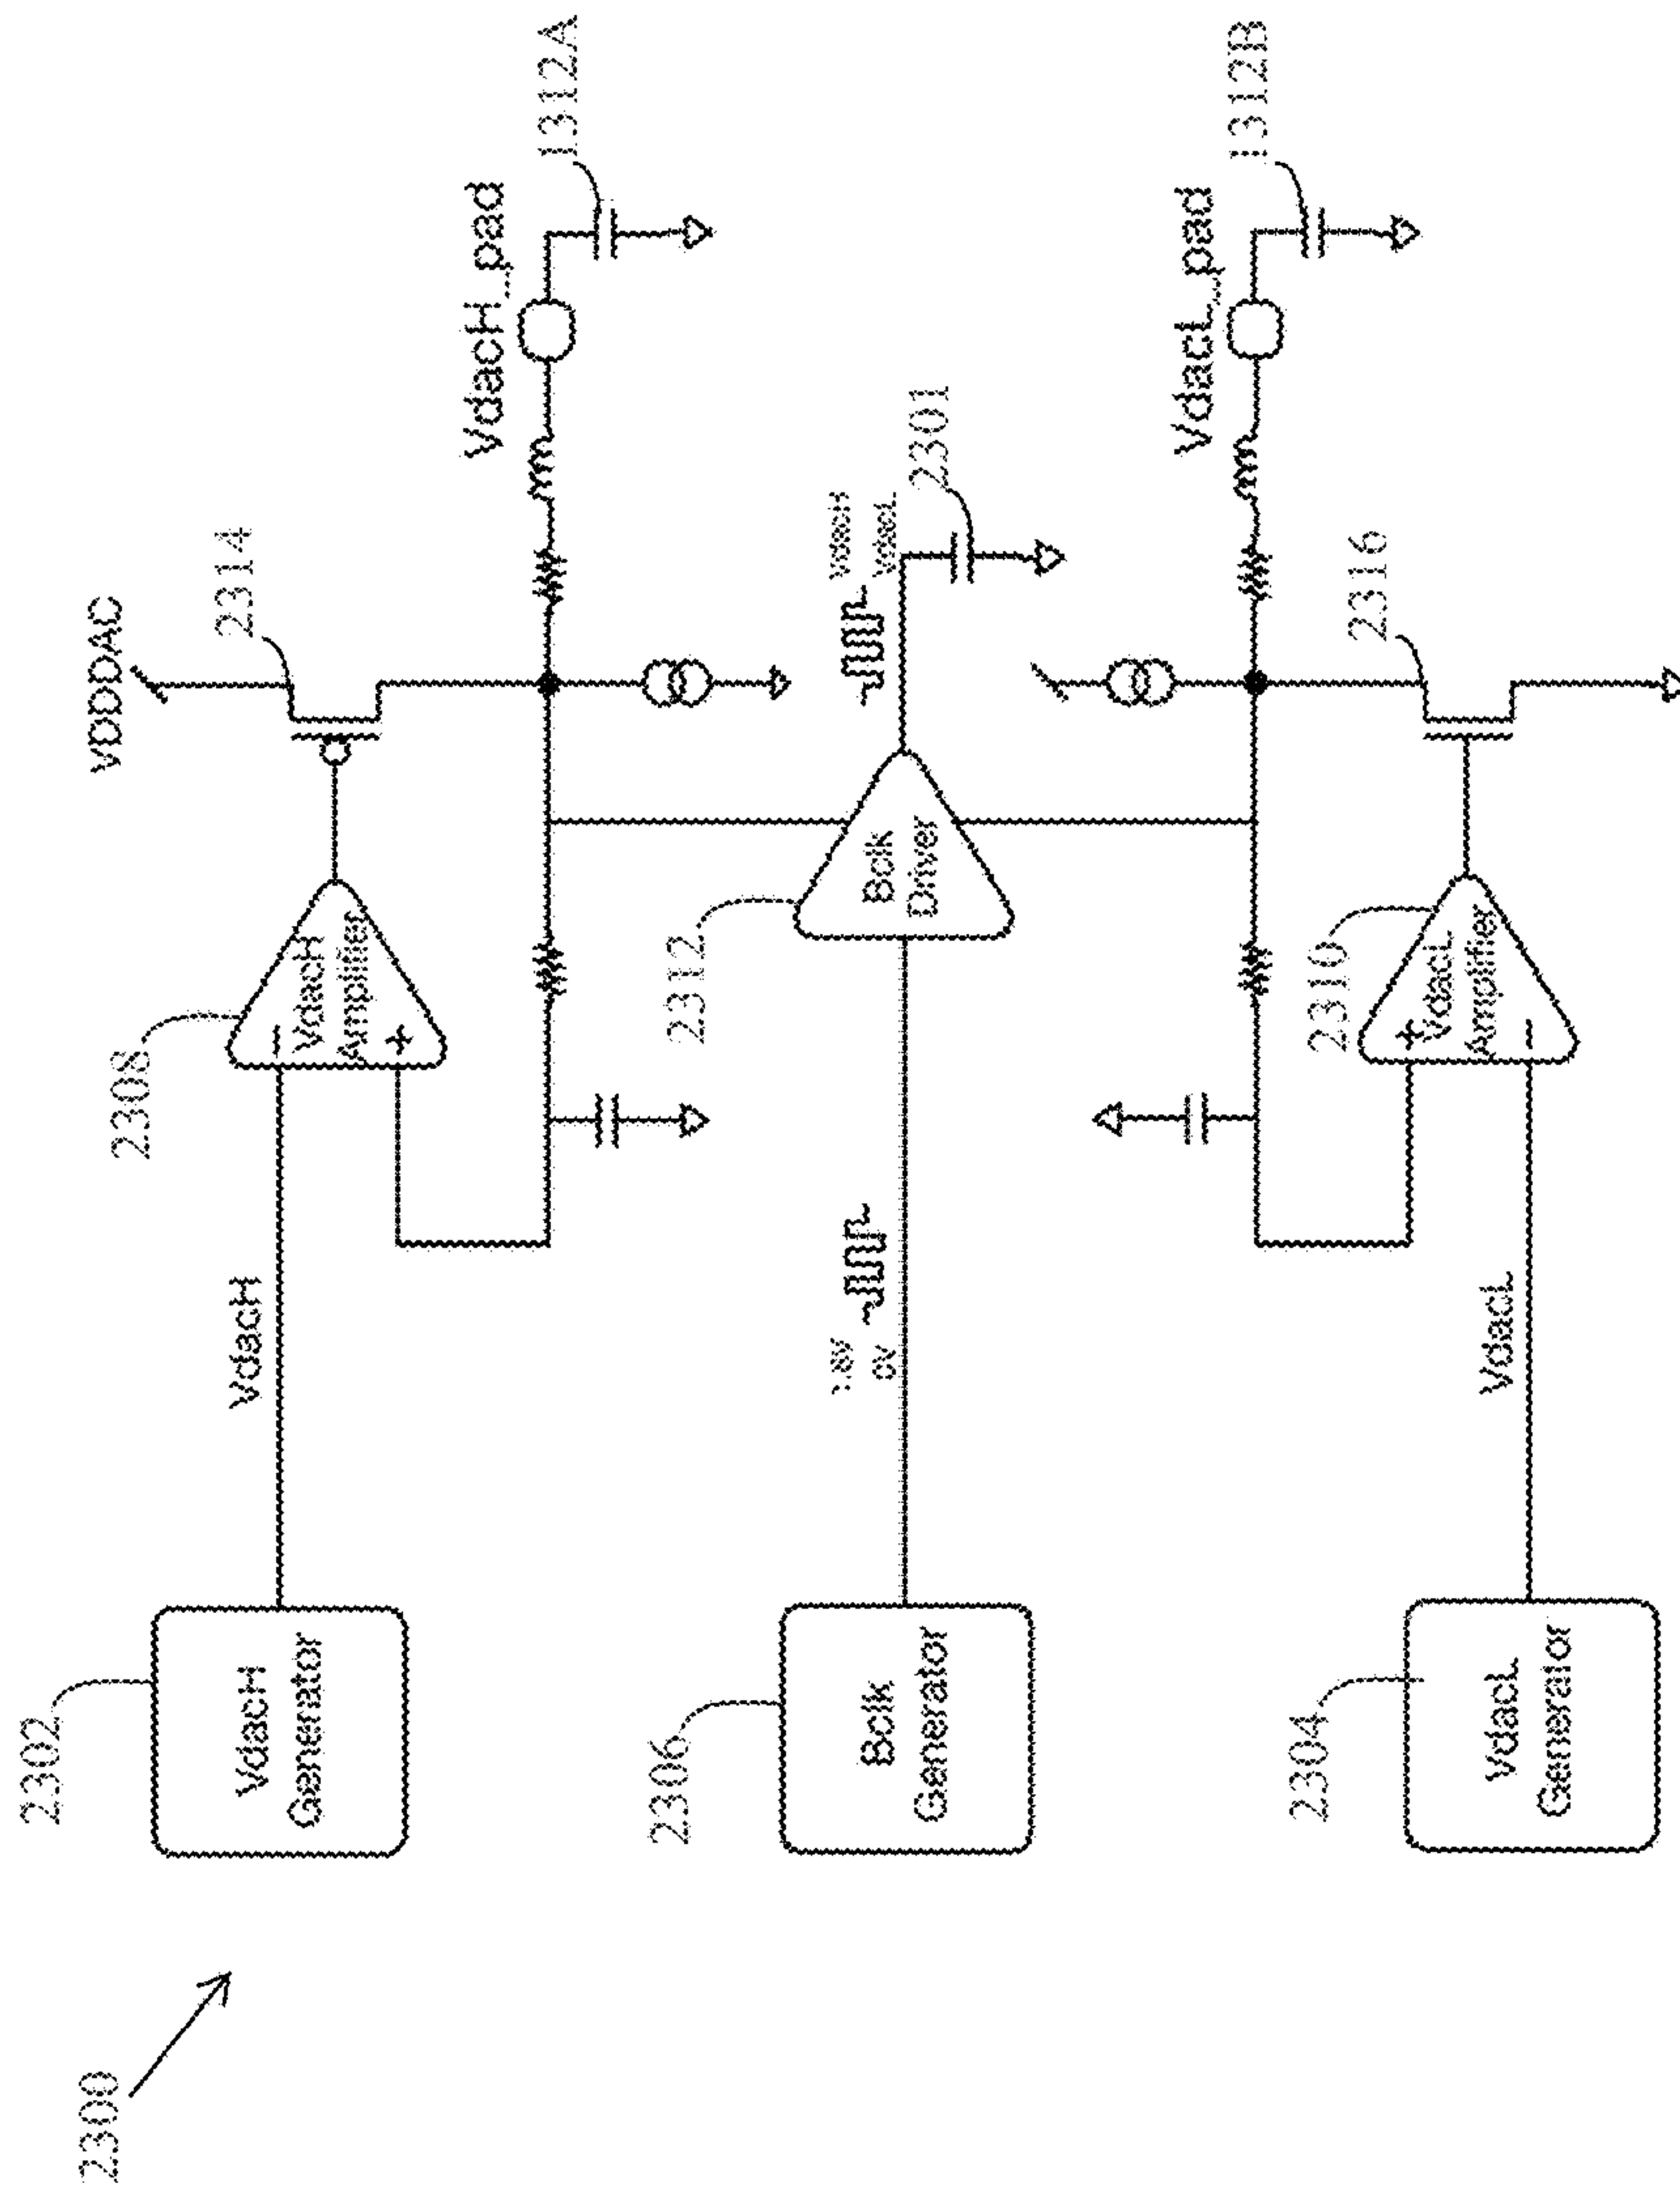 2300
2302
VdacH
Generator
VdacH
2308
−
VdacH
Amplifier
+
VDDDAC
2314
VdacH_pad
1312A
2306
Bclk
Generator
1.8V
0V
2312
Bclk
Driver
VdacH
VdacL
2301
2304
VdacL
Generator
VdacL
2310
+
VdacL
Amplifier
−
2316
VdacL_pad
1312B